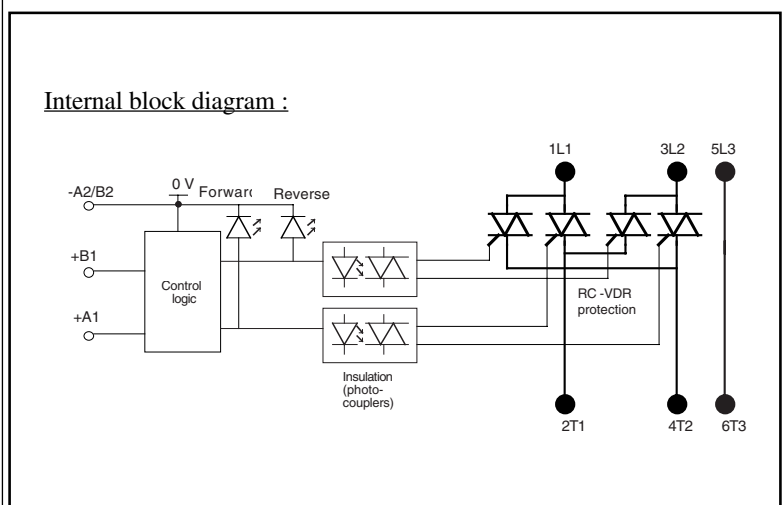 Internal block diagram :
1L1 3L2 5L3
-A2/B2 0 V Forward Reverse
+B1
Control
logic
+A1
RC -VDR
protection
Insulation
(photo-
couplers)
2T1 4T2 6T3